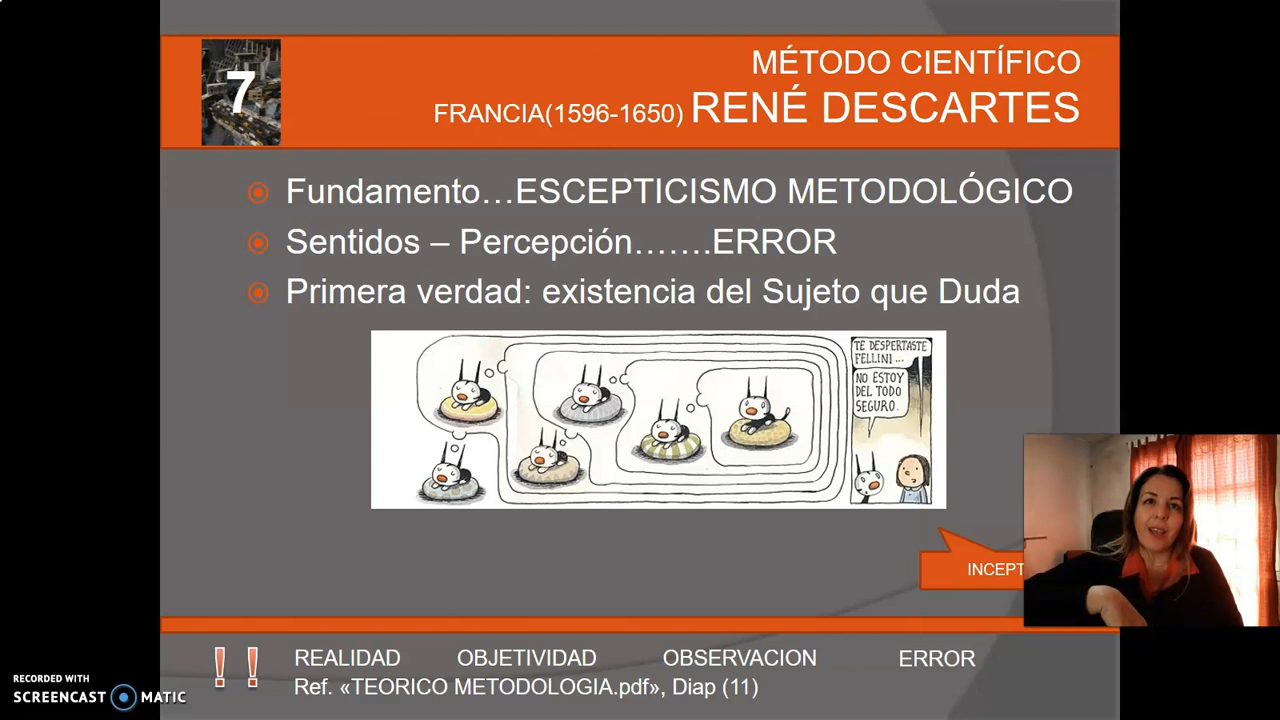 7
MÉTODO CIENTÍFICO
FRANCIA(1596-1650) RENÉ DESCARTES
Fundamento…ESCEPTICISMO METODOLÓGICO
Sentidos – Percepción.……ERROR
Primera verdad: existencia del Sujeto que Duda
TE DESPERTASTE
FELLINI...
NO ESTOY
DEL TODO
SEGURO.
INCEPT
!!
REALIDAD OBJETIVIDAD OBSERVACION ERROR
Ref. «TEORICO METODOLOGIA.pdf», Diap (11)
RECORDED WITH
SCREENCAST MATIC